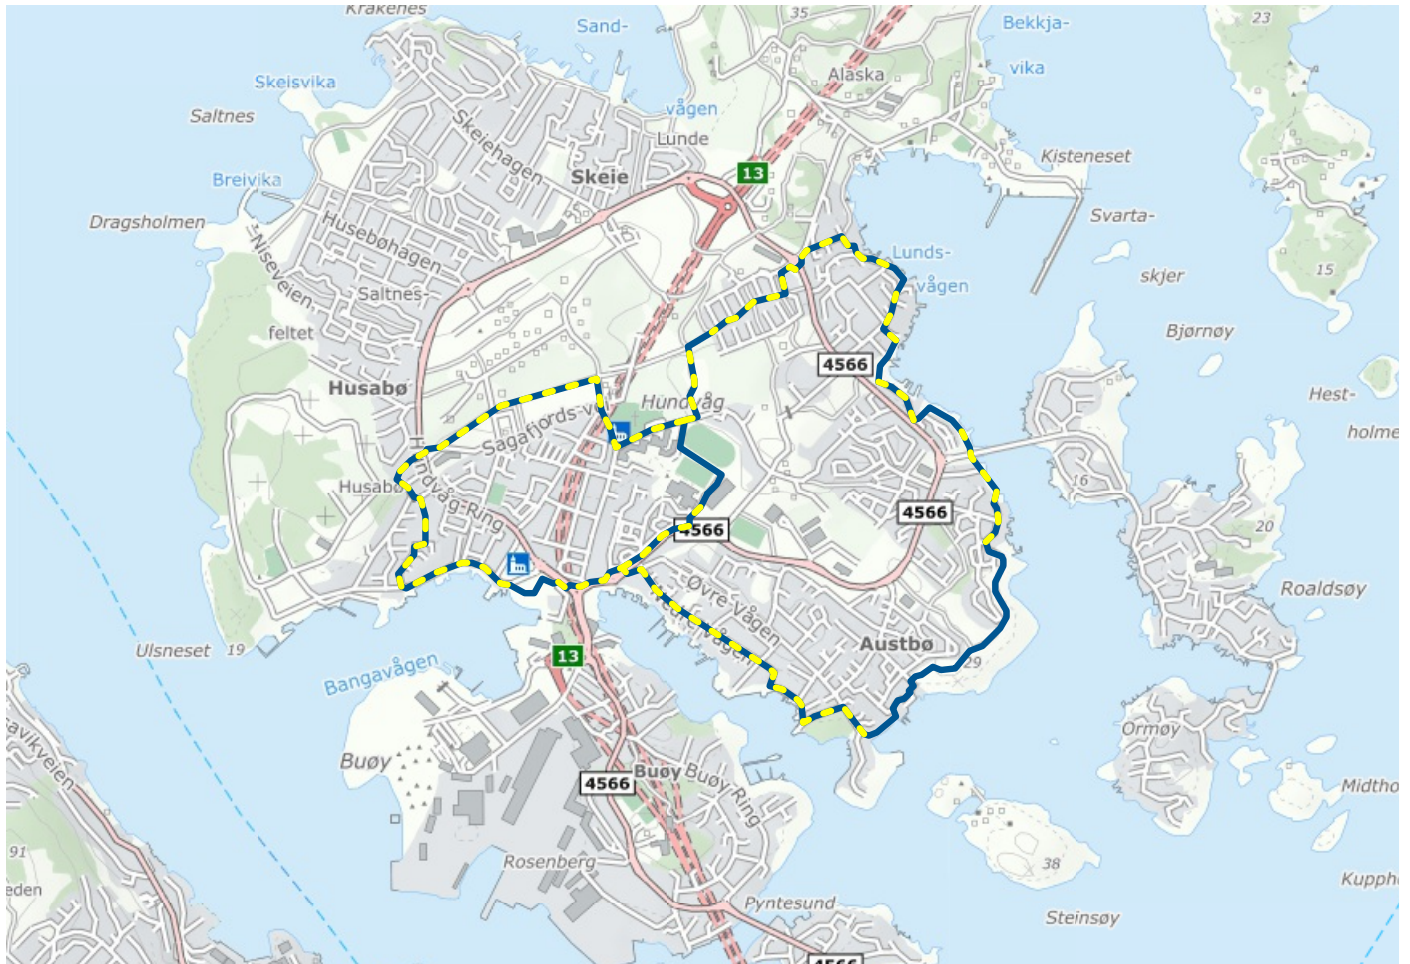 Krakenes
Sand-
35
Bekkja-
23
Skeisvika
Alaska
vika
Saltnes
vågen
Skeiehagen
Lunde
Kisteneset
Breivika
Skeie
13
Dragsholmen
Husebøhagen
Svarta-
Niseveien
Lunds-
Saltnes-
vågen
skjer
15
feltet
Bjørnøy
Husabø
4566
Hest-
Hundvåg
Sagafjords-v
holme
Husabø
Hundvåg-Ring
16
4566
4566
20
Øvre-vågen
Roaldsøy
Austbø
Ulsneset
19
13
29
Bangavågen
Ormøy
Buøy
4566
Buøy
Buøy Ring
Midtho
ravikveien
91
Rosenberg
38
eden
Pyntesund
Kupph
Steinsøy
4566